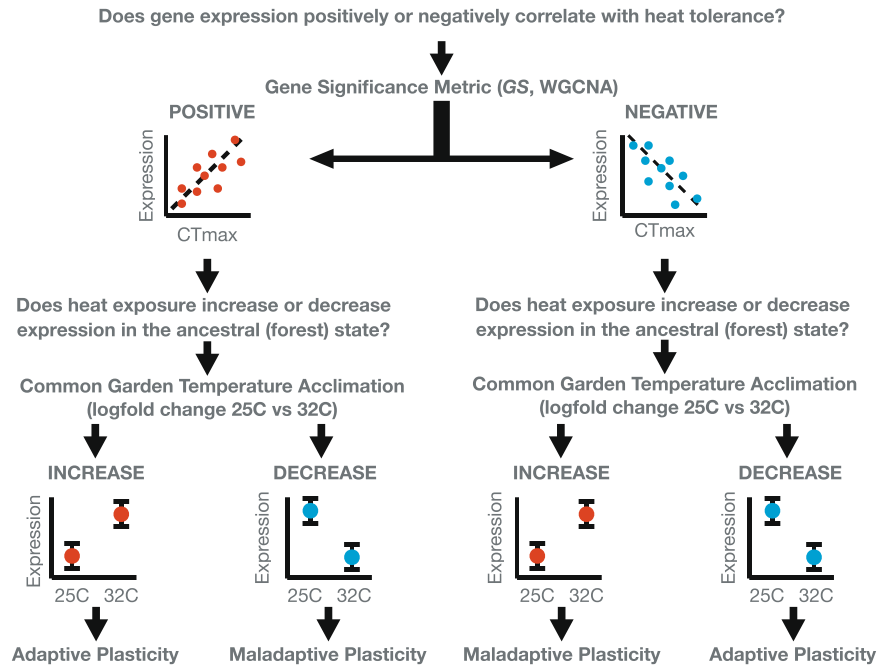 Does gene expression positively or negatively correlate with heat tolerance?
Gene Significance Metric (GS, WGCNA)
POSITIVE
NEGATIVE
Expression
CTmax
Expression
CTmax
Does heat exposure increase or decrease
expression in the ancestral (forest) state?
Does heat exposure increase or decrease
expression in the ancestral (forest) state?
Common Garden Temperature Acclimation
(logfold change 25C vs 32C)
Common Garden Temperature Acclimation
(logfold change 25C vs 32C)
INCREASE
DECREASE
INCREASE
DECREASE
Expression
25C 32C
Expression
25C 32C
Expression
25C 32C
Expression
25C 32C
Adaptive Plasticity
Maladaptive Plasticity
Maladaptive Plasticity
Adaptive Plasticity